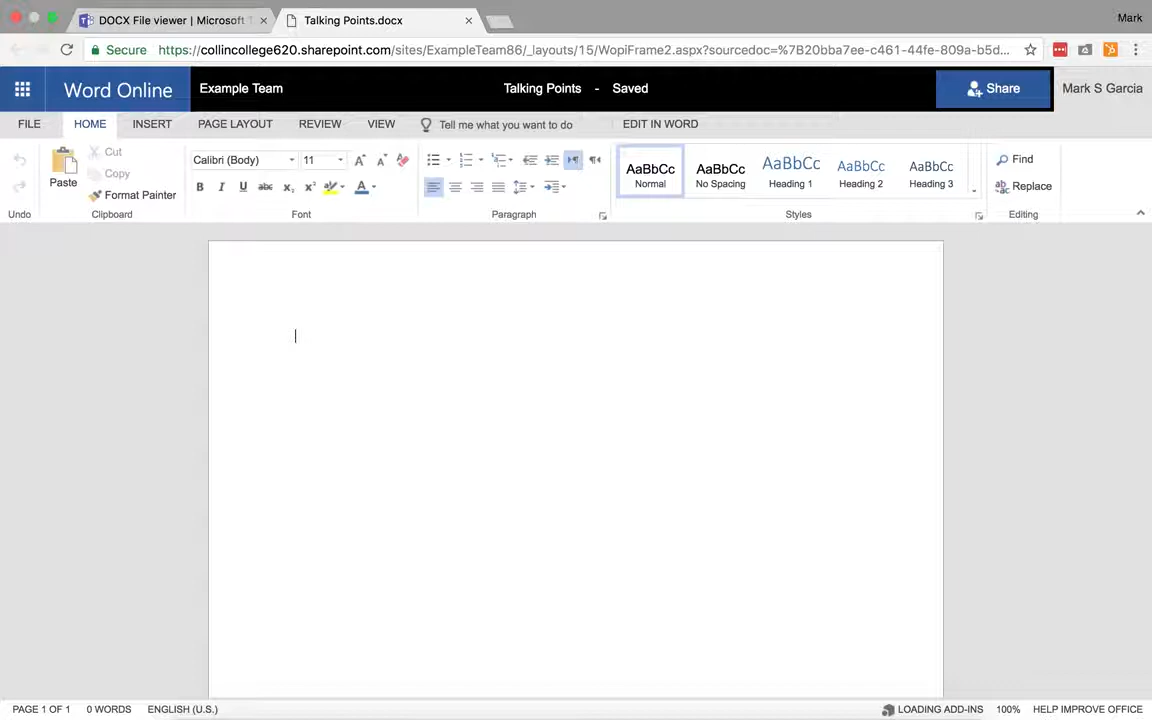 DOCX File viewer | Microsoft T
Talking Points.docx
Mark
Secure https://collincollege620.sharepoint.com/sites/ExampleTeam86/_layouts/15/WopiFrame2.aspx?sourcedoc=%7B20bba7ee-c461-44fe-809a-b5d...
Word Online
Example Team
Talking Points - Saved
Share
Mark S Garcia
FILE HOME INSERT PAGE LAYOUT REVIEW VIEW Tell me what you want to do EDIT IN WORD
Paste
Cut
Copy
Format Painter
Calibri (Body) 11
B I U abc x₂ x² ab A
AaBbCc AaBbCc AaBbCc AaBbCc AaBbCc
Normal No Spacing Heading 1 Heading 2 Heading 3
Find
Replace
Undo Clipboard Font Paragraph Styles Editing
PAGE 1 OF 1 0 WORDS ENGLISH (U.S.) LOADING ADD-INS 100% HELP IMPROVE OFFICE